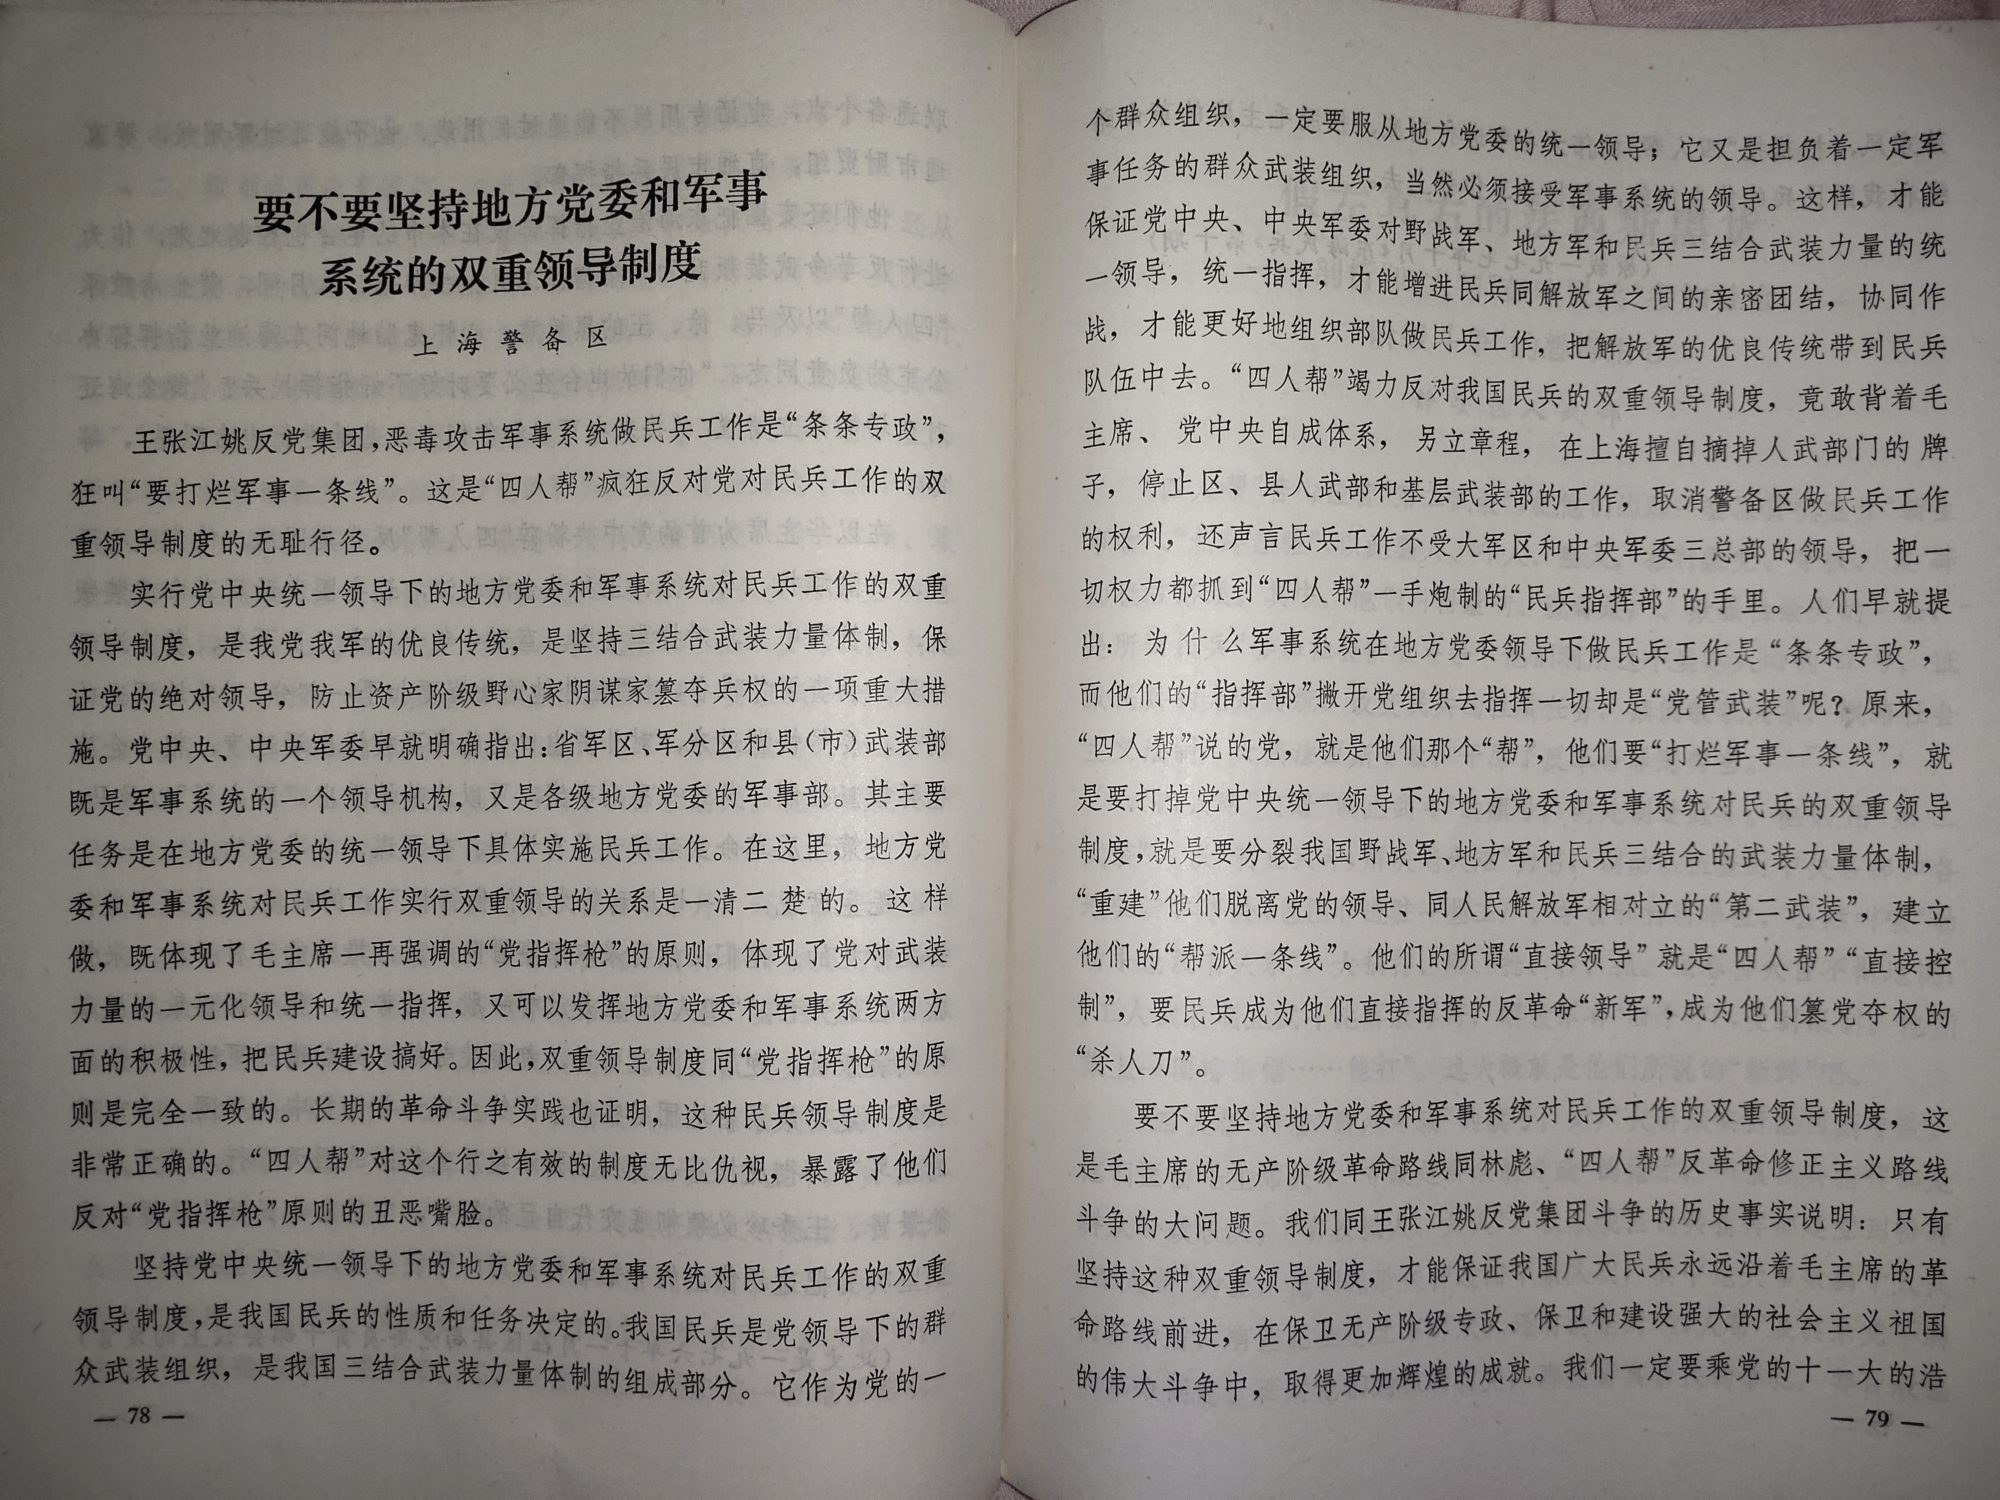 要不要坚持地方党委和军事
系统的双重领导制度
上海警备区
王张江姚反党集团，恶毒攻击军事系统做民兵工作是“条条专政”，
狂叫“要打烂军事一条线”。这是“四人帮”疯狂反对党对民兵工作的双
重领导制度的无耻行径。
实行党中央统一领导下的地方党委和军事系统对民兵工作的双重
领导制度，是我党我军的优良传统，是坚持三结合武装力量体制，保
证党的绝对领导，防止资产阶级野心家阴谋家篡夺兵权的一项重大措
施。党中央、中央军委早就明确指出：省军区、军分区和县（市）武装部
既是军事系统的一个领导机构，又是各级地方党委的军事部。其主要
任务是在地方党委的统一领导下具体实施民兵工作。在这里，地方党
委和军事系统对民兵工作实行双重领导的关系是一清二楚的。这样
做，既体现了毛主席一再强调的“党指挥枪”的原则，体现了党对武装
力量的一元化领导和统一指挥，又可以发挥地方党委和军事系统两方
面的积极性，把民兵建设搞好。因此，双重领导制度同“党指挥枪”的原
则是完全一致的。长期的革命斗争实践也证明，这种民兵领导制度是
非常正确的。“四人帮”对这个行之有效的制度无比仇视，暴露了他们
反对“党指挥枪”原则的丑恶嘴脸。
坚持党中央统一领导下的地方党委和军事系统对民兵工作的双重
领导制度，是我国民兵的性质和任务决定的。我国民兵是党领导下的群
众武装组织，是我国三结合武装力量体制的组成部分。它作为党的一
— 78 —
个群众组织，一定要服从地方党委的统一领导；它又是担负着一定军
事任务的群众武装组织，当然必须接受军事系统的领导。这样，才能
保证党中央、中央军委对野战军、地方军和民兵三结合武装力量的统
一领导，统一指挥，才能增进民兵同解放军之间的亲密团结，协同作
战，才能更好地组织部队做民兵工作，把解放军的优良传统带到民兵
队伍中去。“四人帮”竭力反对我国民兵的双重领导制度，竟敢背着毛
主席、党中央自成体系，另立章程，在上海擅自摘掉人武部门的牌
子，停止区、县人武部和基层武装部的工作，取消警备区做民兵工作
的权利，还声言民兵工作不受大军区和中央军委三总部的领导，把一
切权力都抓到“四人帮”一手炮制的“民兵指挥部”的手里。人们早就提
出：为什么军事系统在地方党委领导下做民兵工作是“条条专政”，
而他们的“指挥部”撇开党组织去指挥一切却是“党管武装”呢？原来，
“四人帮”说的党，就是他们那个“帮”，他们要“打烂军事一条线”，就
是要打掉党中央统一领导下的地方党委和军事系统对民兵的双重领导
制度，就是要分裂我国野战军、地方军和民兵三结合的武装力量体制，
“重建”他们脱离党的领导、同人民解放军相对立的“第二武装”，建立
他们的“帮派一条线”。他们的所谓“直接领导”就是“四人帮”“直接控
制”，要民兵成为他们直接指挥的反革命“新军”，成为他们篡党夺权的
“杀人刀”。
要不要坚持地方党委和军事系统对民兵工作的双重领导制度，这
是毛主席的无产阶级革命路线同林彪、“四人帮”反革命修正主义路线
斗争的大问题。我们同王张江姚反党集团斗争的历史事实说明：只有
坚持这种双重领导制度，才能保证我国广大民兵永远沿着毛主席的革
命路线前进，在保卫无产阶级专政、保卫和建设强大的社会主义祖国
的伟大斗争中，取得更加辉煌的成就。我们一定要乘党的十一大的浩
— 79 —